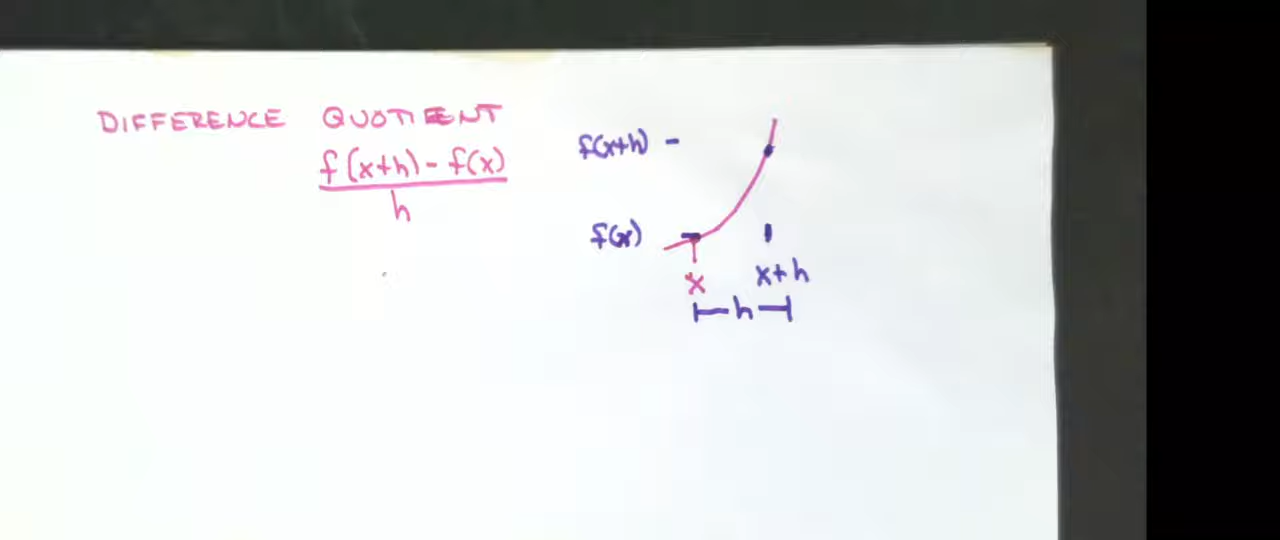 DIFFERENCE QUOTIENT
f(x+h) - f(x)
h
f(x+h) -
f(x)
x
x+h
h